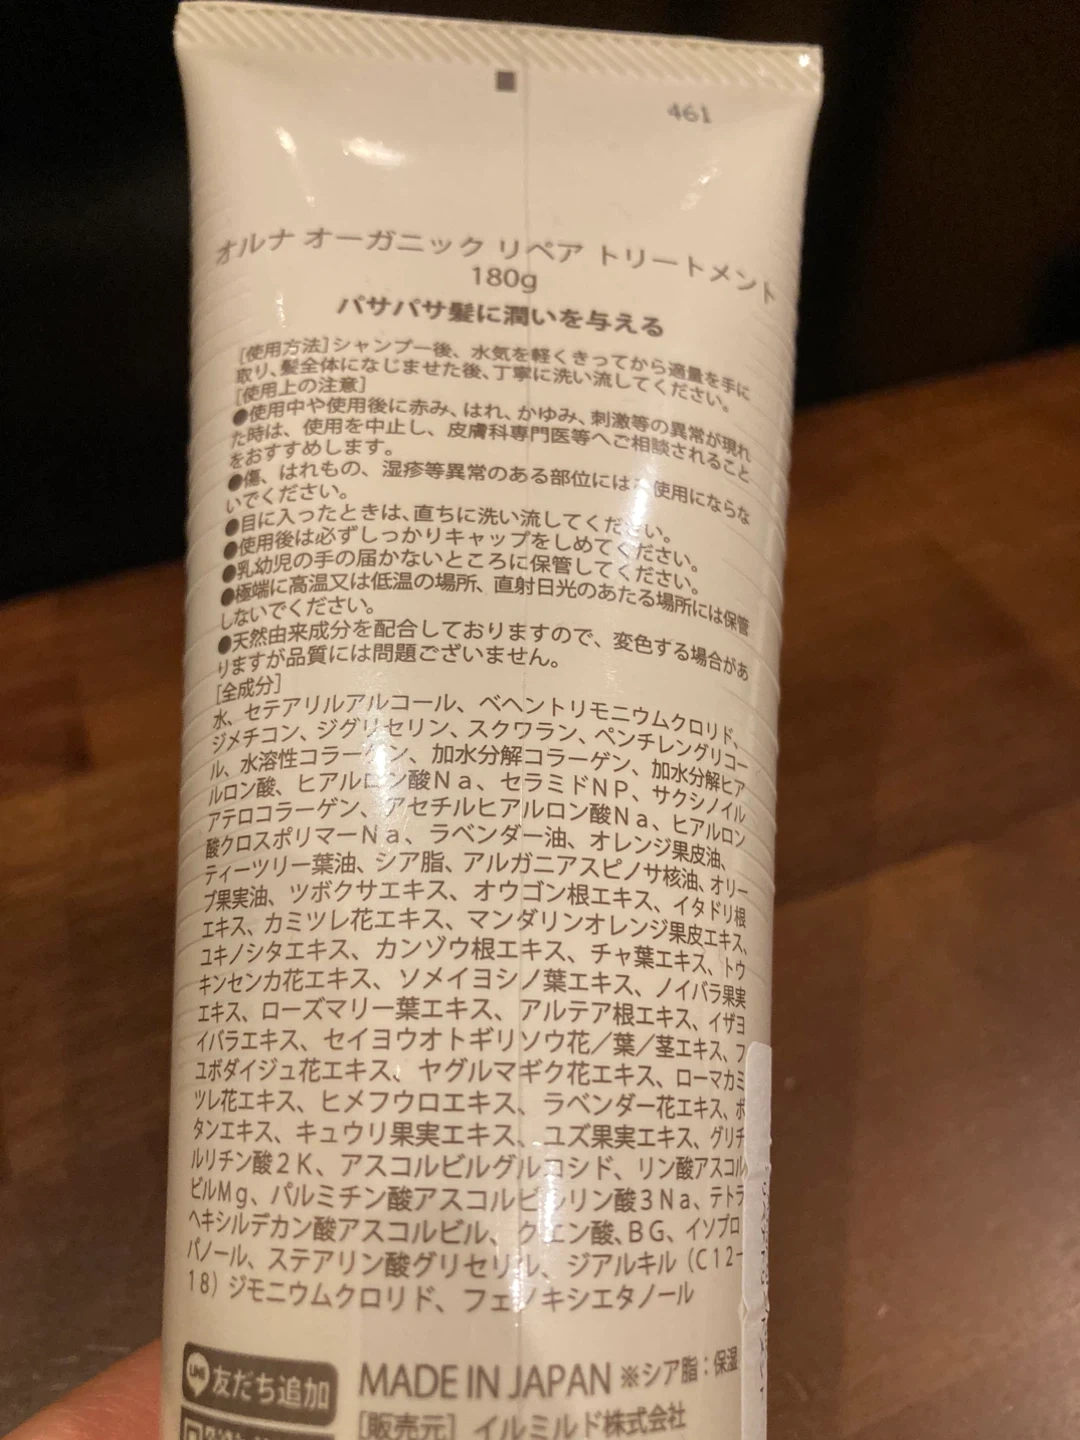 461
オルナ オーガニック リペア トリートメント
180g
パサパサ髪に潤いを与える
[使用方法]シャンプー後、水気を軽くきってから適量を手に
取り、髪全体になじませた後、丁寧に洗い流してください。
[使用上の注意]
●使用中や使用後に赤み、はれ、かゆみ、刺激等の異常が現れ
た時は、使用を中止し、皮膚科専門医等へご相談されること
をおすすめします。
●傷、はれもの、湿疹等異常のある部位には 使用にならな
いでください。
●目に入ったときは、直ちに洗い流してください。
●使用後は必ずしっかりキャップをしめてください。
●乳幼児の手の届かないところに保管してください。
●極端に高温又は低温の場所、直射日光のあたる場所には保管
しないでください。
●天然由来成分を配合しておりますので、変色する場合があ
りますが品質には問題ございません。
[全成分]
水、セテアリルアルコール、ベヘントリモニウムクロリド、
ジメチコン、ジグリセリン、スクワラン、ペンチレングリコー
ル、水溶性コラーゲン、加水分解コラーゲン、加水分解ヒア
ルロン酸、ヒアルロン酸Na、セラミドNP、サクシノイル
アテロコラーゲン、アセチルヒアルロン酸Na、ヒアルロン
酸クロスポリマーNa、ラベンダー油、オレンジ果皮油、
ティーツリー葉油、シア脂、アルガニアスピノサ核油、オリー
ブ果実油、ツボクサエキス、オウゴン根エキス、イタドリ根
エキス、カミツレ花エキス、マンダリンオレンジ果皮エキス、
ユキノシタエキス、カンゾウ根エキス、チャ葉エキス、トウ
キンセンカ花エキス、ソメイヨシノ葉エキス、ノイバラ果実
エキス、ローズマリー葉エキス、アルテア根エキス、イザヨ
イバラエキス、セイヨウオトギリソウ花／葉／茎エキス、フ
ユボダイジュ花エキス、ヤグルマギク花エキス、ローマカミ
ツレ花エキス、ヒメフウロエキス、ラベンダー花エキス、ボ
タンエキス、キュウリ果実エキス、ユズ果実エキス、グリチ
ルリチン酸2K、アスコルビルグルコシド、リン酸アスコル
ビルMg、パルミチン酸アスコルビルリン酸3Na、テトラ
ヘキシルデカン酸アスコルビル、クエン酸、BG、イソプロ
パノール、ステアリン酸グリセリル、ジアルキル（C12－
18）ジモニウムクロリド、フェノキシエタノール
LINE 友だち追加
MADE IN JAPAN ※シア脂：保湿
[販売元] イルミルド株式会社